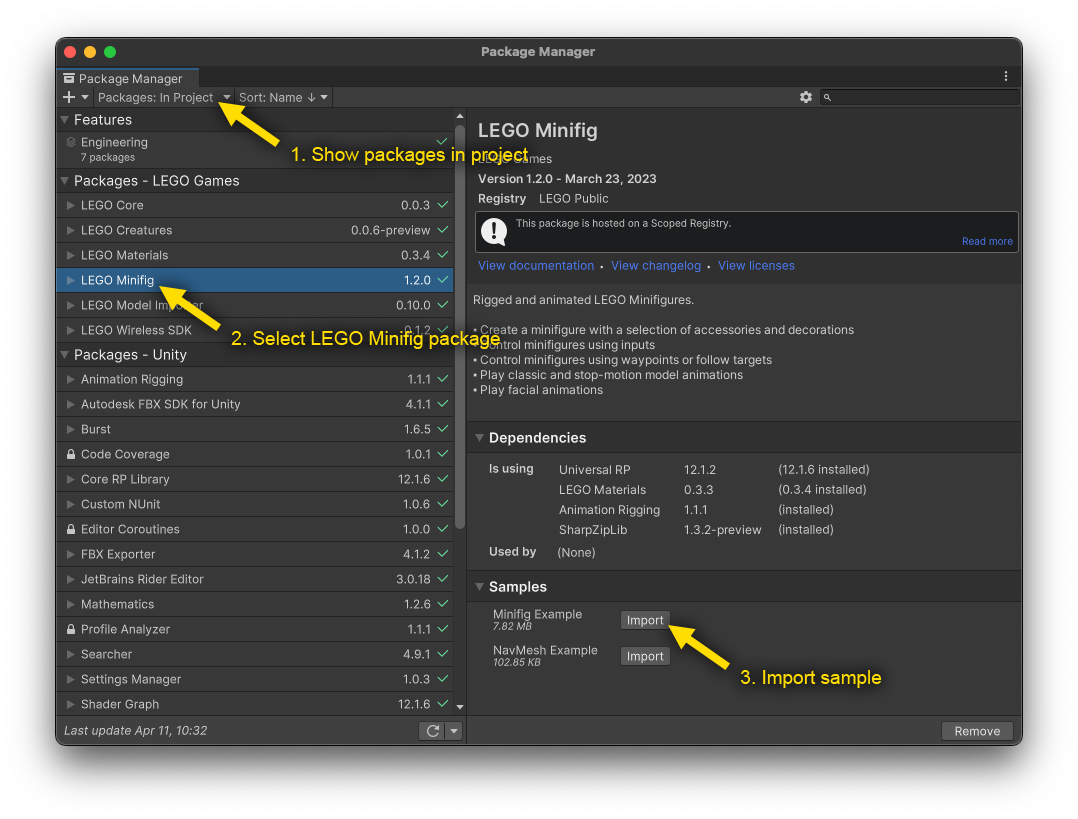 Package Manager
Package Manager
Packages: In Project
Sort: Name ↓
Features
Engineering
7 packages
1. Show packages in project
Packages - LEGO Games
LEGO Core 0.0.3
LEGO Creatures 0.0.6-preview
LEGO Materials 0.3.4
LEGO Minifig 1.2.0
LEGO Model Importer 0.10.0
LEGO Wireless SDK 0.1.2
2. Select LEGO Minifig package
Packages - Unity
Animation Rigging 1.1.1
Autodesk FBX SDK for Unity 4.1.1
Burst 1.6.5
Code Coverage 1.0.1
Core RP Library 12.1.6
Custom NUnit 1.0.6
Editor Coroutines 1.0.0
FBX Exporter 4.1.2
JetBrains Rider Editor 3.0.18
Mathematics 1.2.6
Profile Analyzer 1.1.1
Searcher 4.9.1
Settings Manager 1.0.3
Shader Graph 12.1.6
Last update Apr 11, 10:32
LEGO Minifig
LEGO Games
Version 1.2.0 - March 23, 2023
Registry LEGO Public
This package is hosted on a Scoped Registry.
Read more
View documentation • View changelog • View licenses
Rigged and animated LEGO Minifigures.
• Create a minifigure with a selection of accessories and decorations
• Control minifigures using inputs
• Control minifigures using waypoints or follow targets
• Play classic and stop-motion model animations
• Play facial animations
Dependencies
Is using Universal RP 12.1.2 (12.1.6 installed)
LEGO Materials 0.3.3 (0.3.4 installed)
Animation Rigging 1.1.1 (installed)
SharpZipLib 1.3.2-preview (installed)
Used by (None)
Samples
Minifig Example Import
7.82 MB
NavMesh Example Import
102.85 KB
3. Import sample
Remove